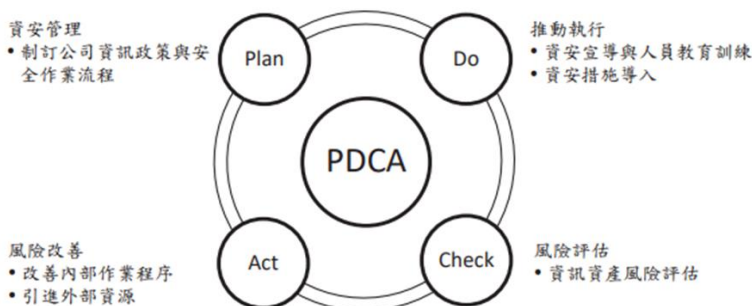 資安管理
• 制訂公司資訊政策與安
全作業流程
Plan
Do
推動執行
• 資安宣導與人員教育訓練
• 資安措施導入
PDCA
風險改善
• 改善內部作業程序
• 引進外部資源
Act
Check
風險評估
• 資訊資產風險評估